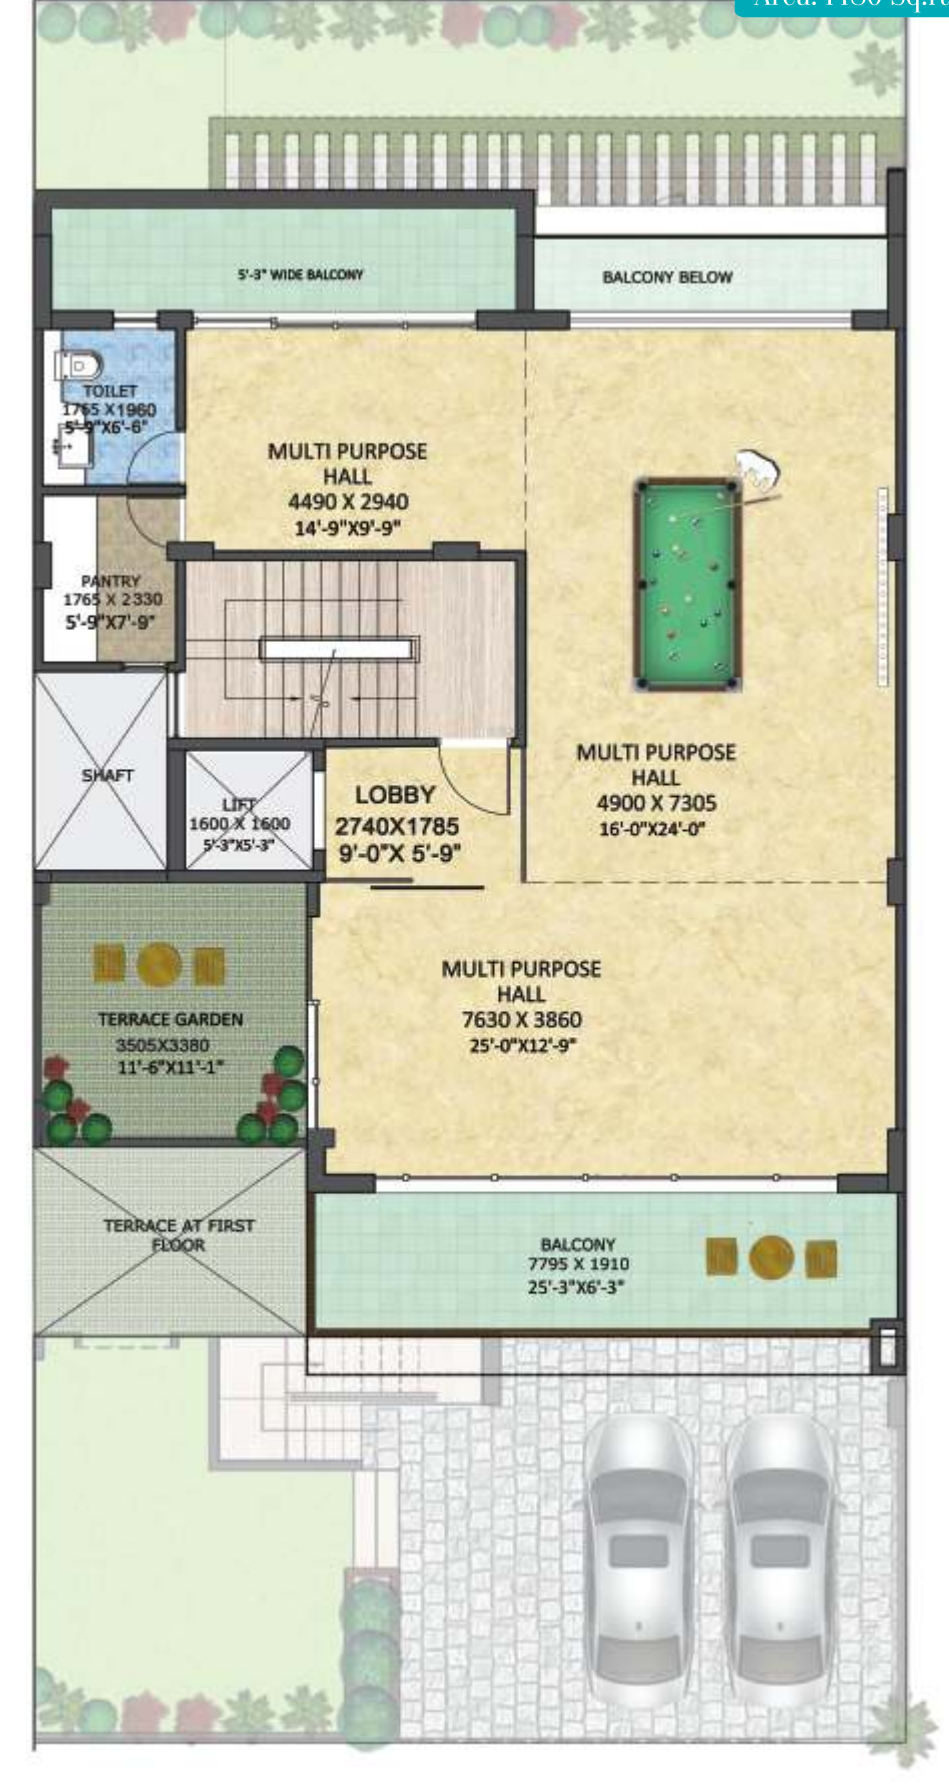 Area: 1480 Sq.ft
5'-3" WIDE BALCONY
BALCONY BELOW
TOILET
1765 X1960
5'-9"X6'-6"
MULTI PURPOSE
HALL
4490 X 2940
14'-9"X9'-9"
PANTRY
1765 X 2330
5'-9"X7'-9"
MULTI PURPOSE
HALL
4900 X 7305
16'-0"X24'-0"
SHAFT
LIFT
1600 X 1600
5'-3"X5'-3"
LOBBY
2740X1785
9'-0"X 5'-9"
MULTI PURPOSE
HALL
7630 X 3860
25'-0"X12'-9"
TERRACE GARDEN
3505X3380
11'-6"X11'-1"
TERRACE AT FIRST
FLOOR
BALCONY
7795 X 1910
25'-3"X6'-3"